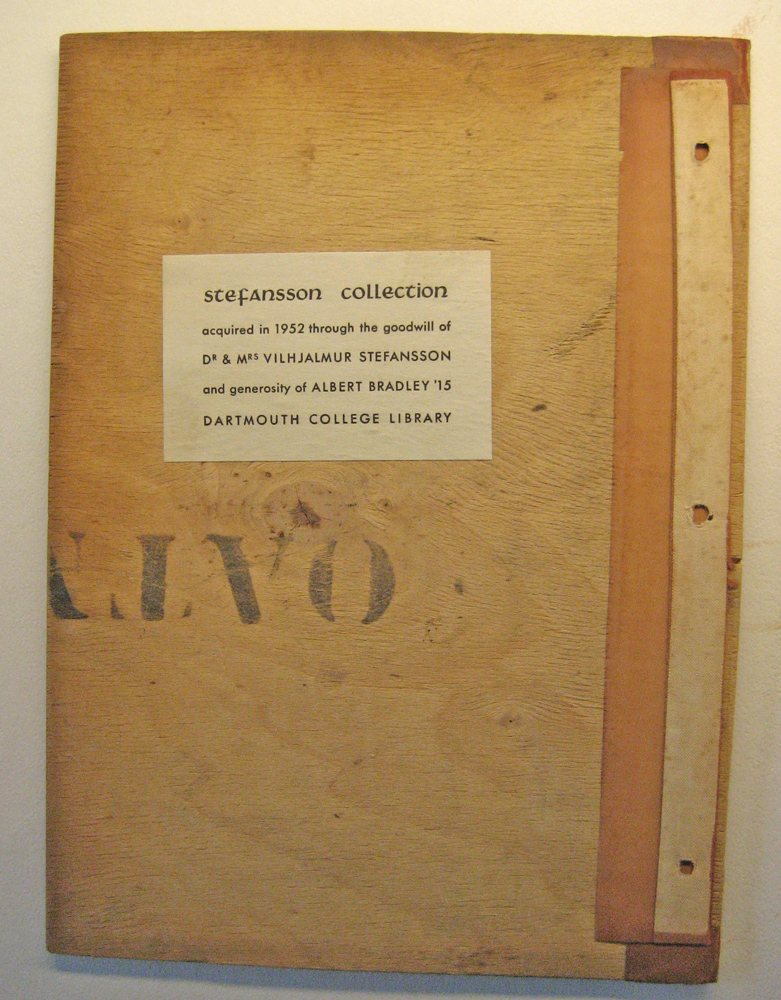 stefansson collection
acquired in 1952 through the goodwill of
DR & MRS VILHJALMUR STEFANSSON
and generosity of ALBERT BRADLEY '15
DARTMOUTH COLLEGE LIBRARY
OAT